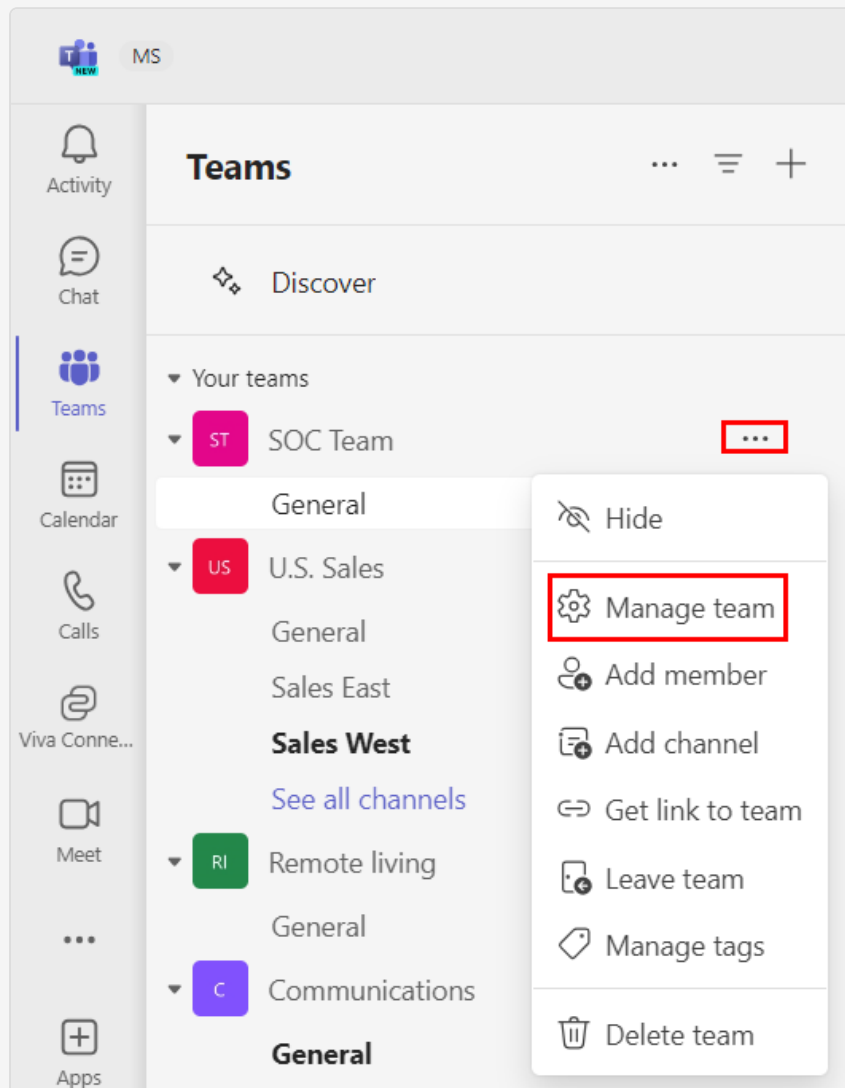 T
NEW
MS
Activity
Chat
Teams
Calendar
Calls
Viva Conne...
Meet
Apps
Teams
Discover
Your teams
ST SOC Team
General
US U.S. Sales
General
Sales East
Sales West
See all channels
RI Remote living
General
C Communications
General
Hide
Manage team
Add member
Add channel
Get link to team
Leave team
Manage tags
Delete team